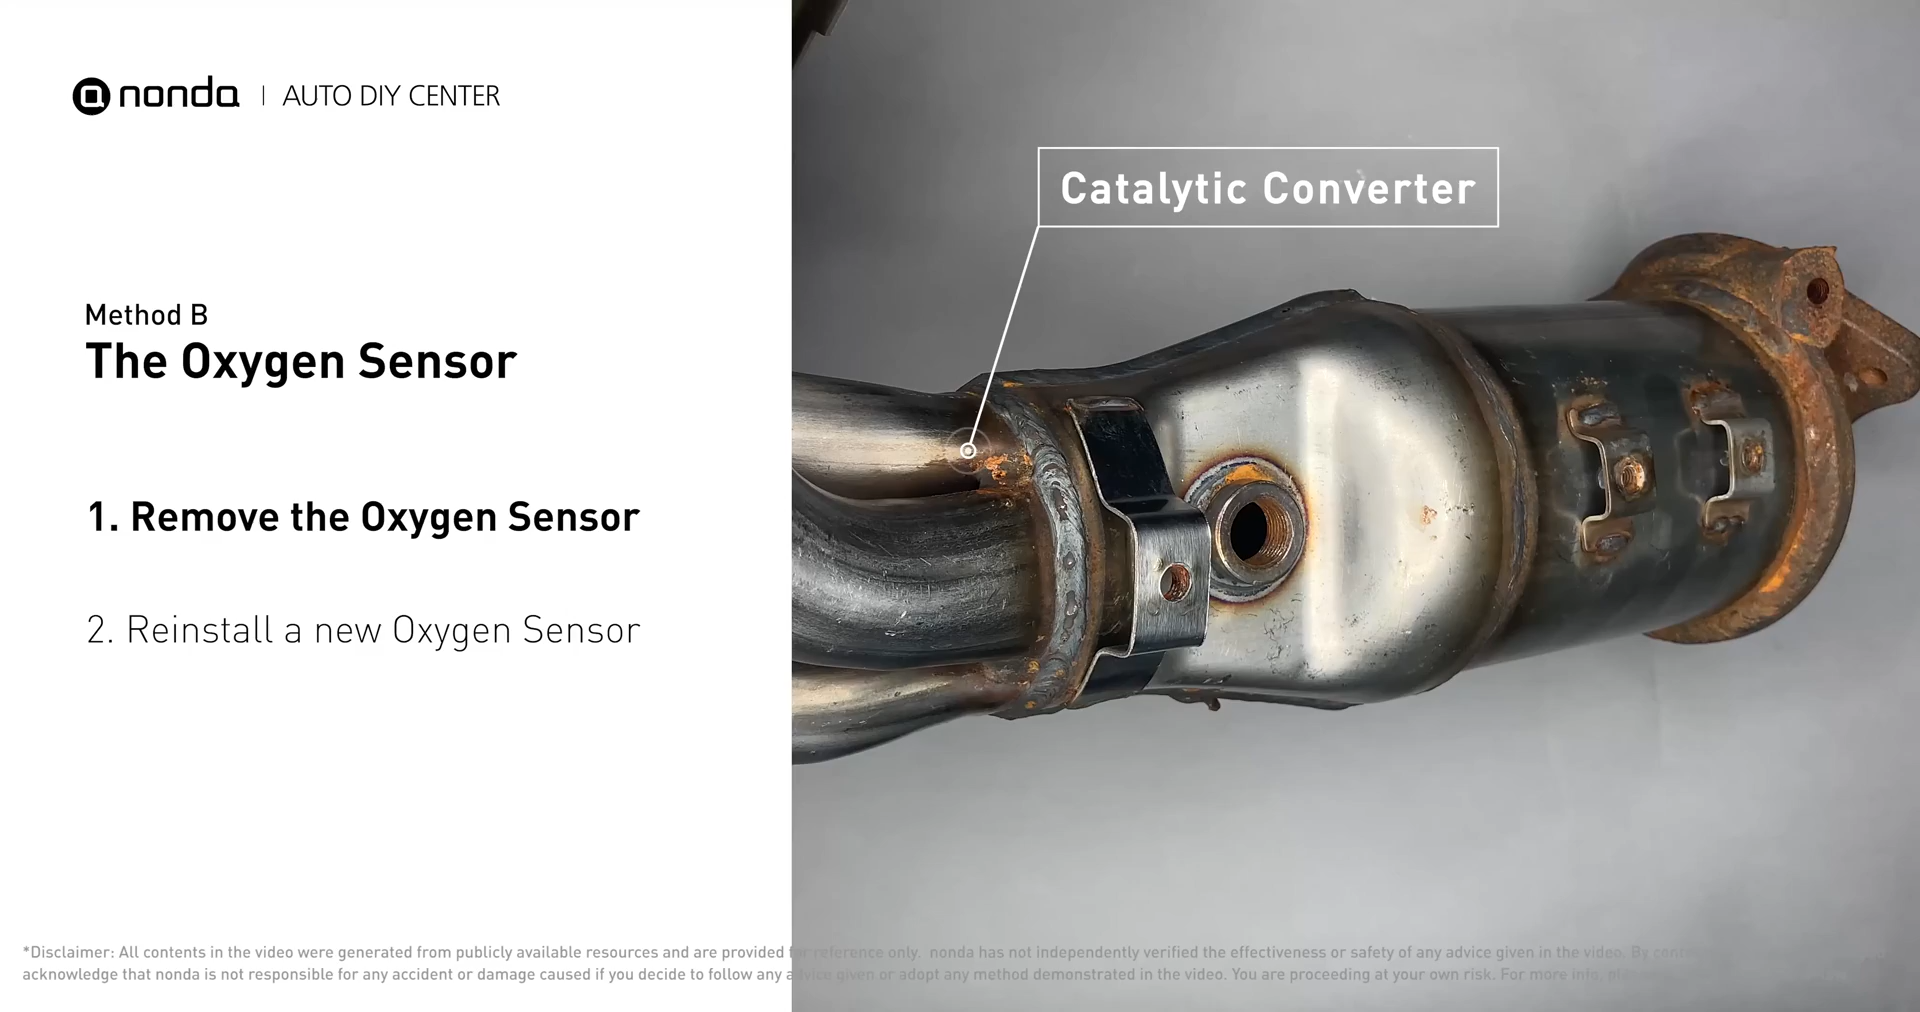 nonda | AUTO DIY CENTER
Catalytic Converter
Method B
The Oxygen Sensor
1. Remove the Oxygen Sensor
2. Reinstall a new Oxygen Sensor
*Disclaimer: All contents in the video were generated from publicly available resources and are provided for reference only. nonda has not independently verified the effectiveness or safety of any advice given in the video. By
acknowledge that nonda is not responsible for any accident or damage caused if you decide to follow any advice given or adopt any method demonstrated in the video. You are proceeding at your own risk. For more info,